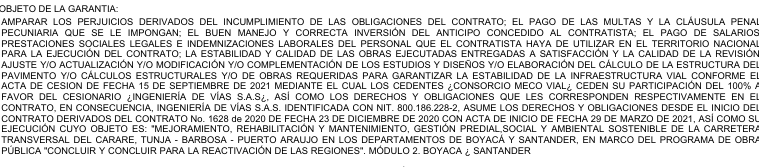 OBJETO DE LA GARANTIA:
AMPARAR LOS PERJUICIOS DERIVADOS DEL INCUMPLIMIENTO DE LAS OBLIGACIONES DEL CONTRATO; EL PAGO DE LAS MULTAS Y LA CLÁUSULA PENAL
PECUNIARIA QUE SE LE IMPONGAN; EL BUEN MANEJO Y CORRECTA INVERSIÓN DEL ANTICIPO CONCEDIDO AL CONTRATISTA; EL PAGO DE SALARIOS
PRESTACIONES SOCIALES LEGALES E INDEMNIZACIONES LABORALES DEL PERSONAL QUE EL CONTRATISTA HAYA DE UTILIZAR EN EL TERRITORIO NACIONAL
PARA LA EJECUCIÓN DEL CONTRATO; LA ESTABILIDAD Y CALIDAD DE LAS OBRAS EJECUTADAS ENTREGADAS A SATISFACCIÓN Y LA CALIDAD DE LA REVISIÓN
AJUSTE Y/O ACTUALIZACIÓN Y/O MODIFICACIÓN Y/O COMPLEMENTACIÓN DE LOS ESTUDIOS Y DISEÑOS Y/O ELABORACIÓN DEL CÁLCULO DE LA ESTRUCTURA DEL
PAVIMENTO Y/O CÁLCULOS ESTRUCTURALES Y/O DE OBRAS REQUERIDAS PARA GARANTIZAR LA ESTABILIDAD DE LA INFRAESTRUCTURA VIAL CONFORME EL
ACTA DE CESION DE FECHA 15 DE SEPTIEMBRE DE 2021 MEDIANTE EL CUAL LOS CEDENTES ¿CONSORCIO MECO VIAL¿ CEDEN SU PARTICIPACIÓN DEL 100% A
FAVOR DEL CESIONARIO ¿INGENIERÍA DE VÍAS S.A.S¿, ASÍ COMO LOS DERECHOS Y OBLIGACIONES QUE LES CORRESPONDEN RESPECTIVAMENTE EN EL
CONTRATO, EN CONSECUENCIA, INGENIERÍA DE VÍAS S.A.S. IDENTIFICADA CON NIT. 800.186.228-2, ASUME LOS DERECHOS Y OBLIGACIONES DESDE EL INICIO DEL
CONTRATO DERIVADOS DEL CONTRATO No. 1628 de 2020 DE FECHA 23 DE DICIEMBRE DE 2020 CON ACTA DE INICIO DE FECHA 29 DE MARZO DE 2021, ASÍ COMO SU
EJECUCIÓN CUYO OBJETO ES: "MEJORAMIENTO, REHABILITACIÓN Y MANTENIMIENTO, GESTIÓN PREDIAL,SOCIAL Y AMBIENTAL SOSTENIBLE DE LA CARRETERA
TRANSVERSAL DEL CARARE, TUNJA - BARBOSA - PUERTO ARAUJO EN LOS DEPARTAMENTOS DE BOYACÁ Y SANTANDER, EN MARCO DEL PROGRAMA DE OBRA
PÚBLICA "CONCLUIR Y CONCLUIR PARA LA REACTIVACIÓN DE LAS REGIONES". MÓDULO 2. BOYACA ¿ SANTANDER